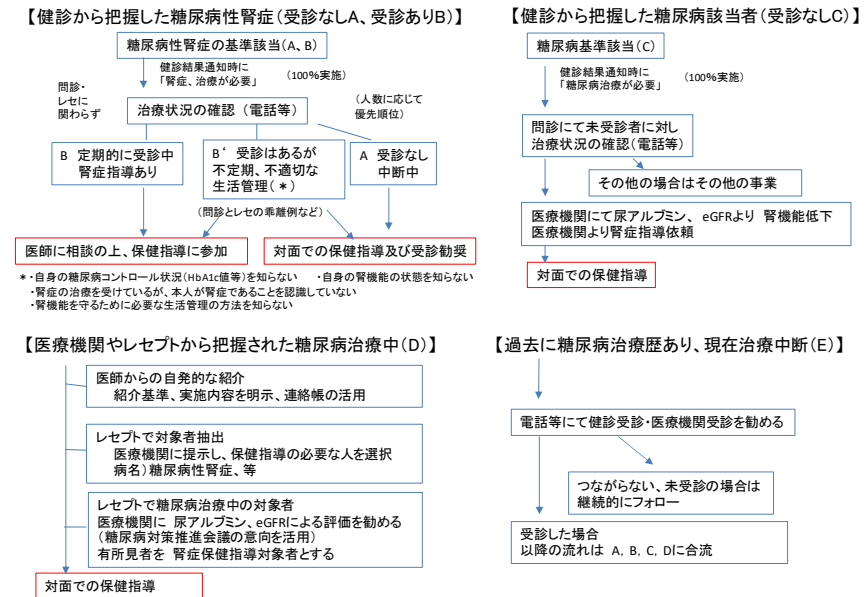 【健診から把握した糖尿病性腎症（受診なしA、受診ありB）】
糖尿病性腎症の基準該当（A、B）
健診結果通知時に
「腎症、治療が必要」
（100％実施）
問診・
レセに
関わらず
治療状況の確認（電話等）
（人数に応じて
優先順位）
B 定期的に受診中
腎症指導あり
B‘ 受診はあるが
不定期、不適切な
生活管理（＊）
A 受診なし
中断中
（問診とレセの乖離例など）
医師に相談の上、保健指導に参加
対面での保健指導及び受診勧奨
＊・自身の糖尿病コントロール状況（HbA1c値等）を知らない ・自身の腎機能の状態を知らない
・腎症の治療を受けているが、本人が腎症であることを認識していない
・腎機能を守るために必要な生活管理の方法を知らない
【健診から把握した糖尿病該当者（受診なしC）】
糖尿病基準該当（C）
健診結果通知時に
「糖尿病治療が必要」
（100％実施）
問診にて未受診者に対し
治療状況の確認（電話等）
その他の場合はその他の事業
医療機関にて尿アルブミン、eGFRより 腎機能低下
医療機関より腎症指導依頼
対面での保健指導
【医療機関やレセプトから把握された糖尿病治療中（D）】
医師からの自発的な紹介
紹介基準、実施内容を明示、連絡帳の活用
レセプトで対象者抽出
医療機関に提示し、保健指導の必要な人を選択
病名）糖尿病性腎症、等
レセプトで糖尿病治療中の対象者
医療機関に 尿アルブミン、eGFRによる評価を勧める
（糖尿病対策推進会議の意向を活用）
有所見者を 腎症保健指導対象者とする
対面での保健指導
【過去に糖尿病治療歴あり、現在治療中断（E）】
電話等にて健診受診・医療機関受診を勧める
つながらない、未受診の場合は
継続的にフォロー
受診した場合
以降の流れは A, B, C, Dに合流